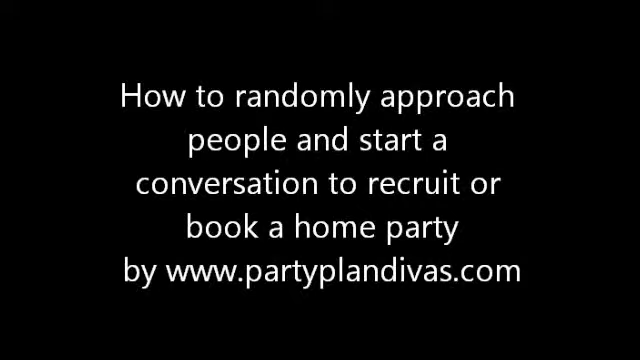 How to randomly approach
people and start a
conversation to recruit or
book a home party
by www.partyplandivas.com